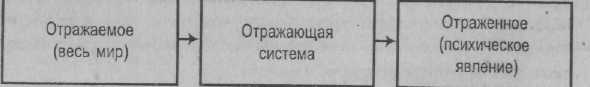 Отражаемое
(весь мир)
Отражающая
система
Отраженное
(психическое
явление)